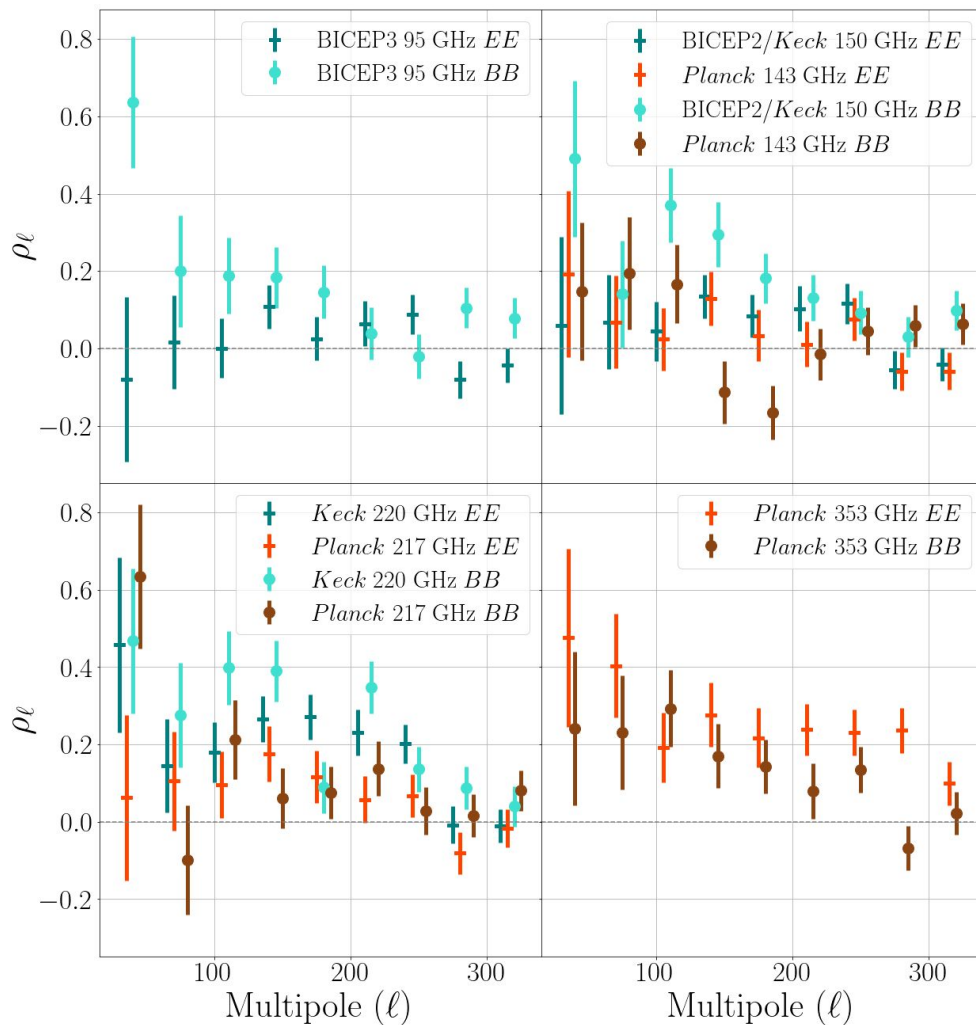 BICEP3 95 GHz EE
BICEP3 95 GHz BB
BICEP2/Keck 150 GHz EE
Planck 143 GHz EE
BICEP2/Keck 150 GHz BB
Planck 143 GHz BB
0.8
0.6
0.4
0.2
0.0
−0.2
ρℓ
Keck 220 GHz EE
Planck 217 GHz EE
Keck 220 GHz BB
Planck 217 GHz BB
Planck 353 GHz EE
Planck 353 GHz BB
0.8
0.6
0.4
0.2
0.0
−0.2
ρℓ
100 200 300
100 200 300
Multipole (ℓ)
Multipole (ℓ)